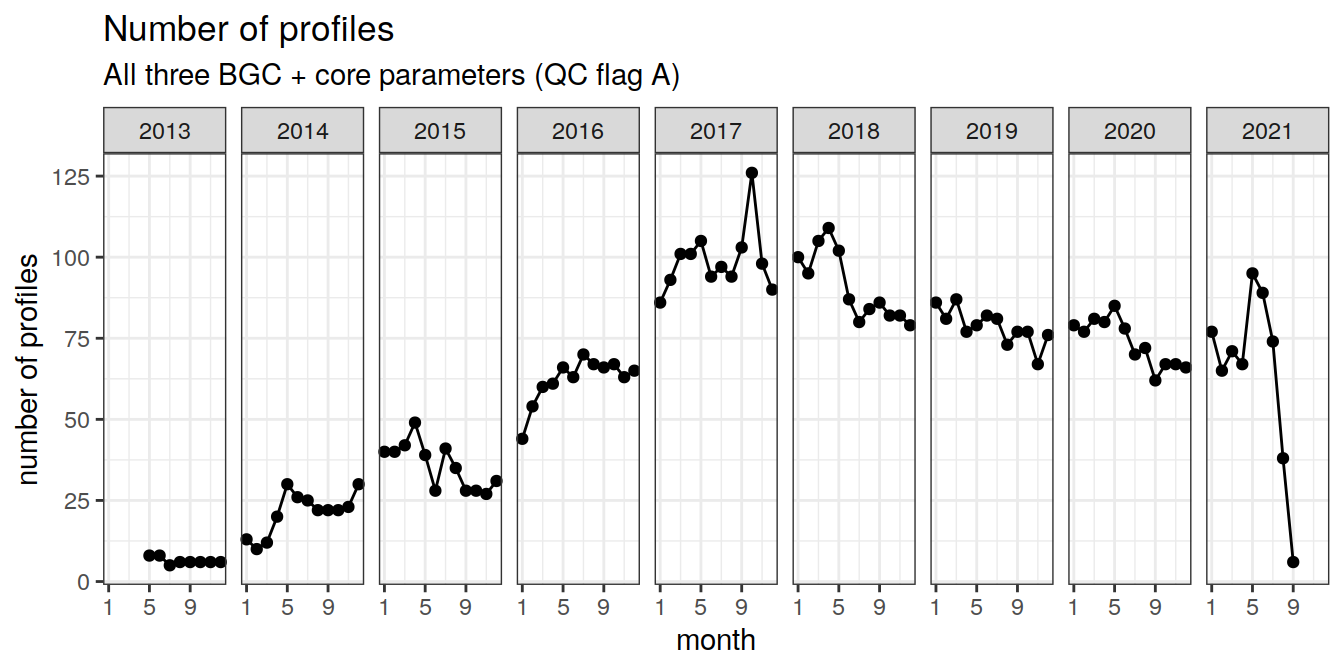 Number of profiles
All three BGC + core parameters (QC flag A)
2013 2014 2015 2016 2017 2018 2019 2020 2021
125
100
75
50
25
0
number of profiles
1 5 9 1 5 9 1 5 9 1 5 9 1 5 9 1 5 9 1 5 9 1 5 9 1 5 9
month